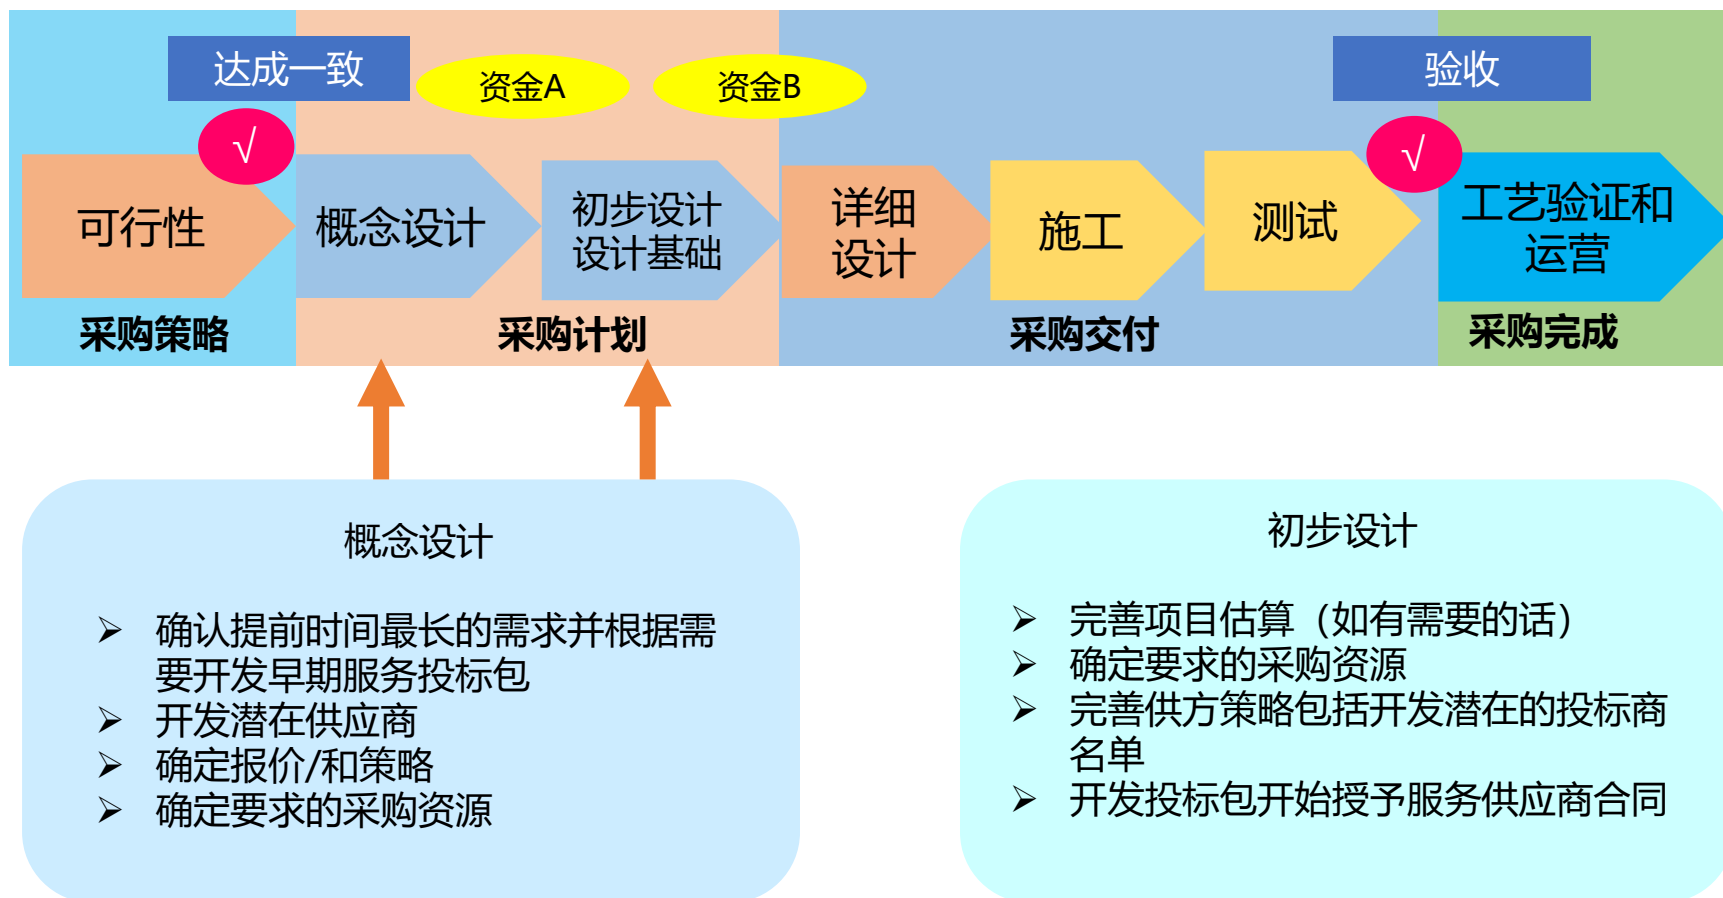 达成一致
资金A
资金B
验收
√
√
可行性
概念设计
初步设计
设计基础
详细
设计
施工
测试
工艺验证和
运营
采购策略
采购计划
采购交付
采购完成
概念设计
➢ 确认提前时间最长的需求并根据需
要开发早期服务投标包
➢ 开发潜在供应商
➢ 确定报价/和策略
➢ 确定要求的采购资源
初步设计
➢ 完善项目估算（如有需要的话）
➢ 确定要求的采购资源
➢ 完善供方策略包括开发潜在的投标商
名单
➢ 开发投标包开始授予服务供应商合同